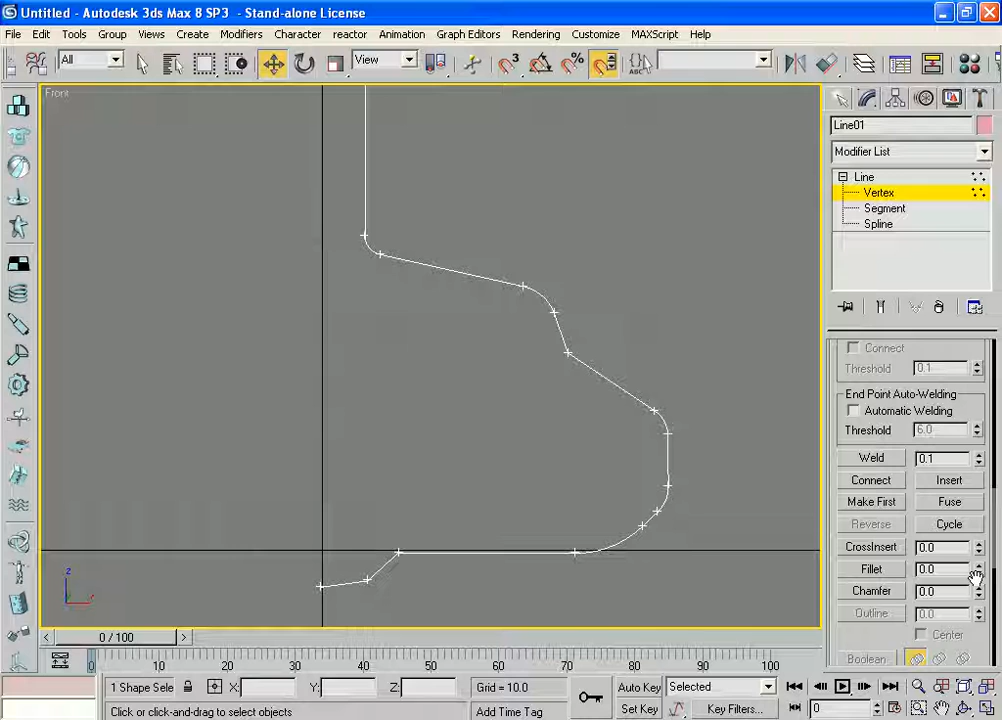 Untitled - Autodesk 3ds Max 8 SP3 - Stand-alone License
File Edit Tools Group Views Create Modifiers Character reactor Animation Graph Editors Rendering Customize MAXScript Help
All View ABC
Front
Line01
Modifier List
Line
Vertex
Segment
Spline
Connect
Threshold 0.1
End Point Auto-Welding
Automatic Welding
Threshold 6.0
Weld 0.1
Connect Insert
Make First Fuse
Reverse Cycle
CrossInsert 0.0
Fillet 0.0
Chamfer 0.0
Outline 0.0
Center
Boolean
z
x
0 / 100
0 10 20 30 40 50 60 70 80 90 100
1 Shape Sele X: Y: Z: Grid = 10.0 Auto Key Selected
Click or click-and-drag to select objects Add Time Tag Set Key Key Filters... 0